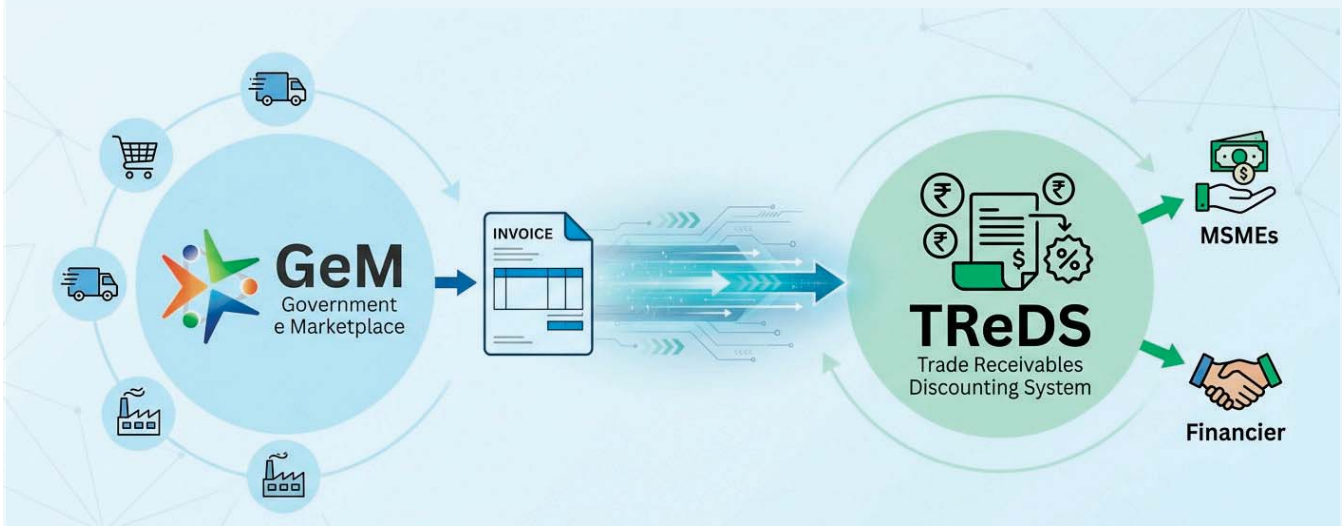 GeM
Government
e Marketplace
INVOICE
₹
₹
₹
$
%
TReDS
Trade Receivables
Discounting System
$
MSMEs
Financier